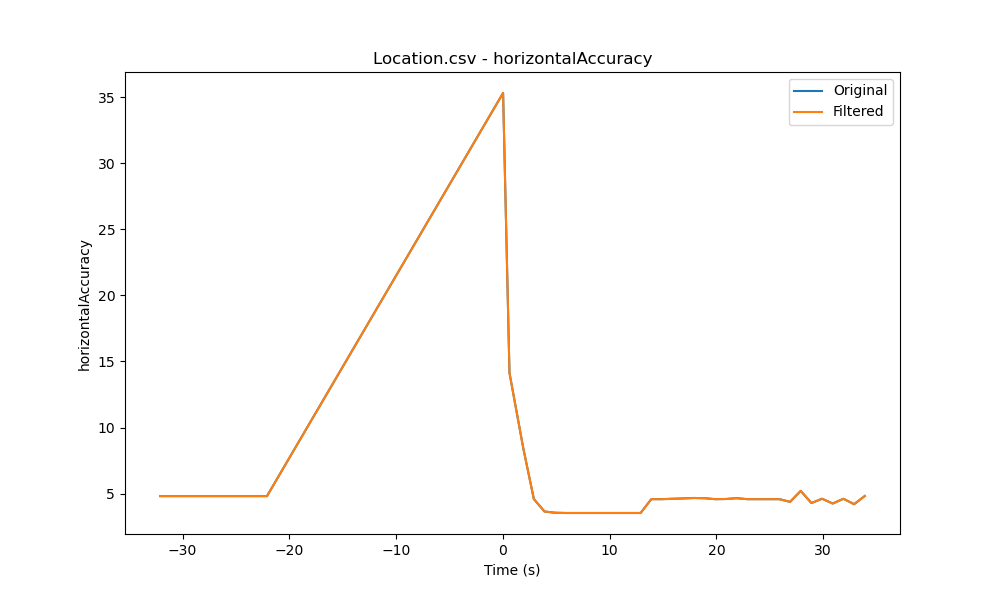 Location.csv - horizontalAccuracy
Original
Filtered
35
30
25
20
15
10
5
horizontalAccuracy
−30
−20
−10
0
10
20
30
Time (s)